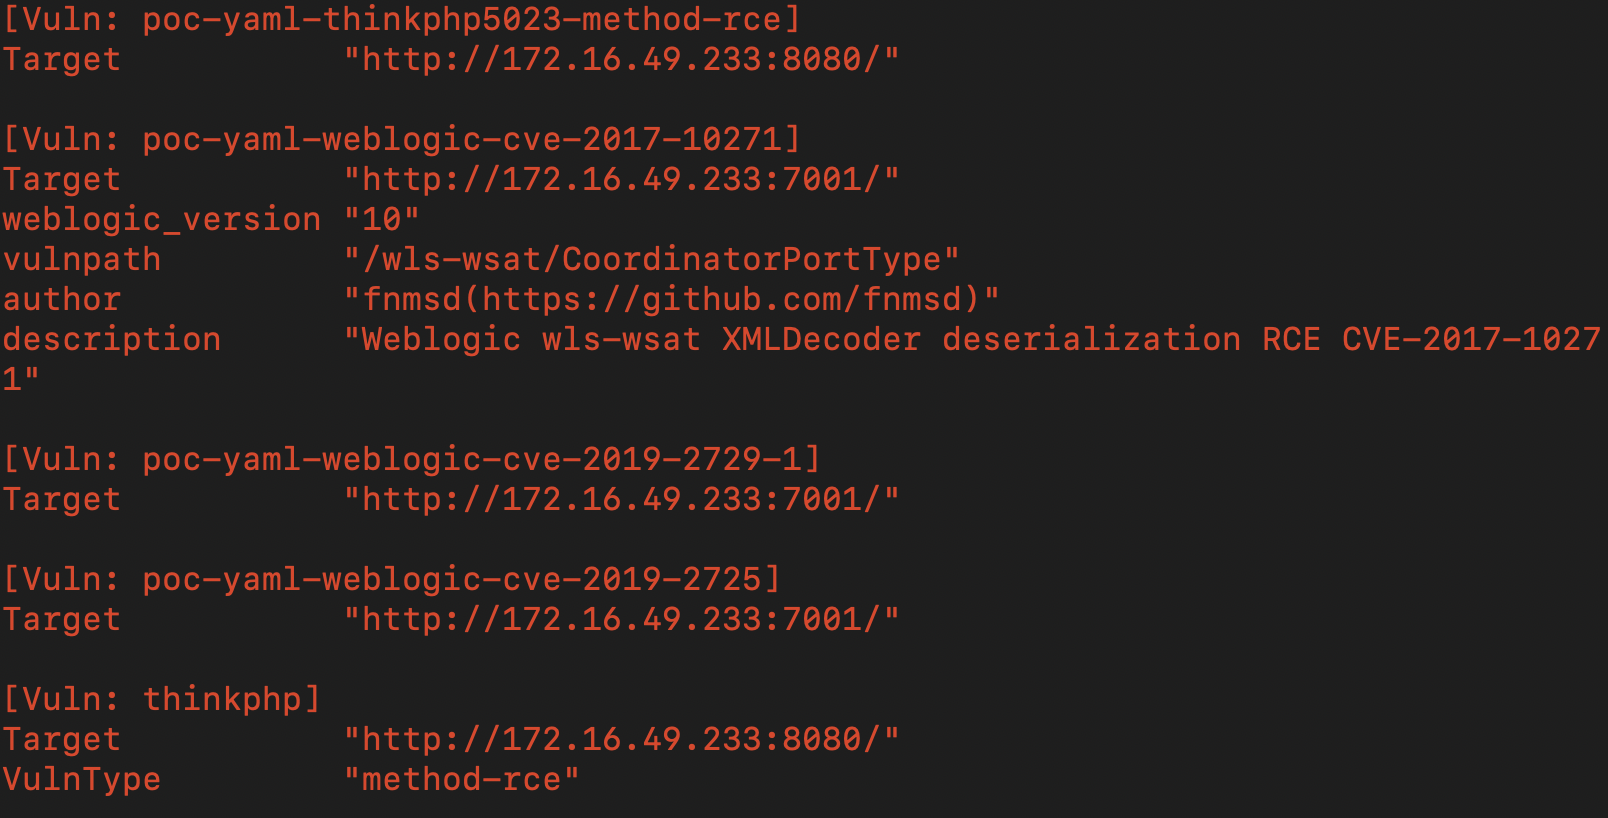 [Vuln: poc-yaml-thinkphp5023-method-rce]
Target           "http://172.16.49.233:8080/"
[Vuln: poc-yaml-weblogic-cve-2017-10271]
Target           "http://172.16.49.233:7001/"
weblogic_version "10"
vulnpath         "/wls-wsat/CoordinatorPortType"
author           "fnmsd(https://github.com/fnmsd)"
description      "Weblogic wls-wsat XMLDecoder deserialization RCE CVE-2017-1027
1"
[Vuln: poc-yaml-weblogic-cve-2019-2729-1]
Target           "http://172.16.49.233:7001/"
[Vuln: poc-yaml-weblogic-cve-2019-2725]
Target           "http://172.16.49.233:7001/"
[Vuln: thinkphp]
Target           "http://172.16.49.233:8080/"
VulnType         "method-rce"